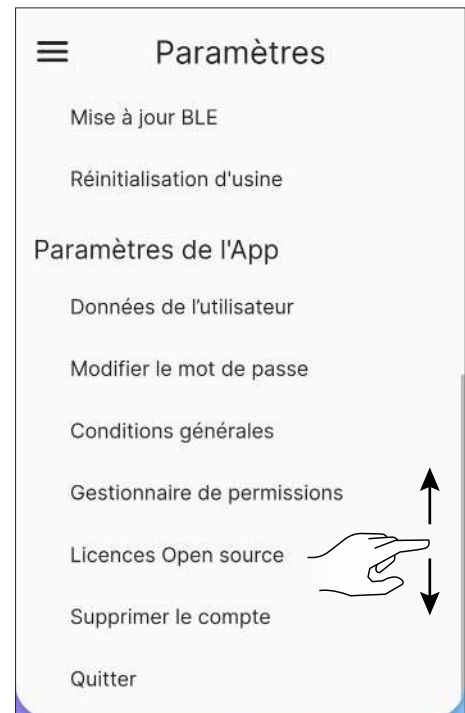 Paramètres
Mise à jour BLE
Réinitialisation d'usine
Paramètres de l'App
Données de l’utilisateur
Modifier le mot de passe
Conditions générales
Gestionnaire de permissions
Licences Open source
Supprimer le compte
Quitter